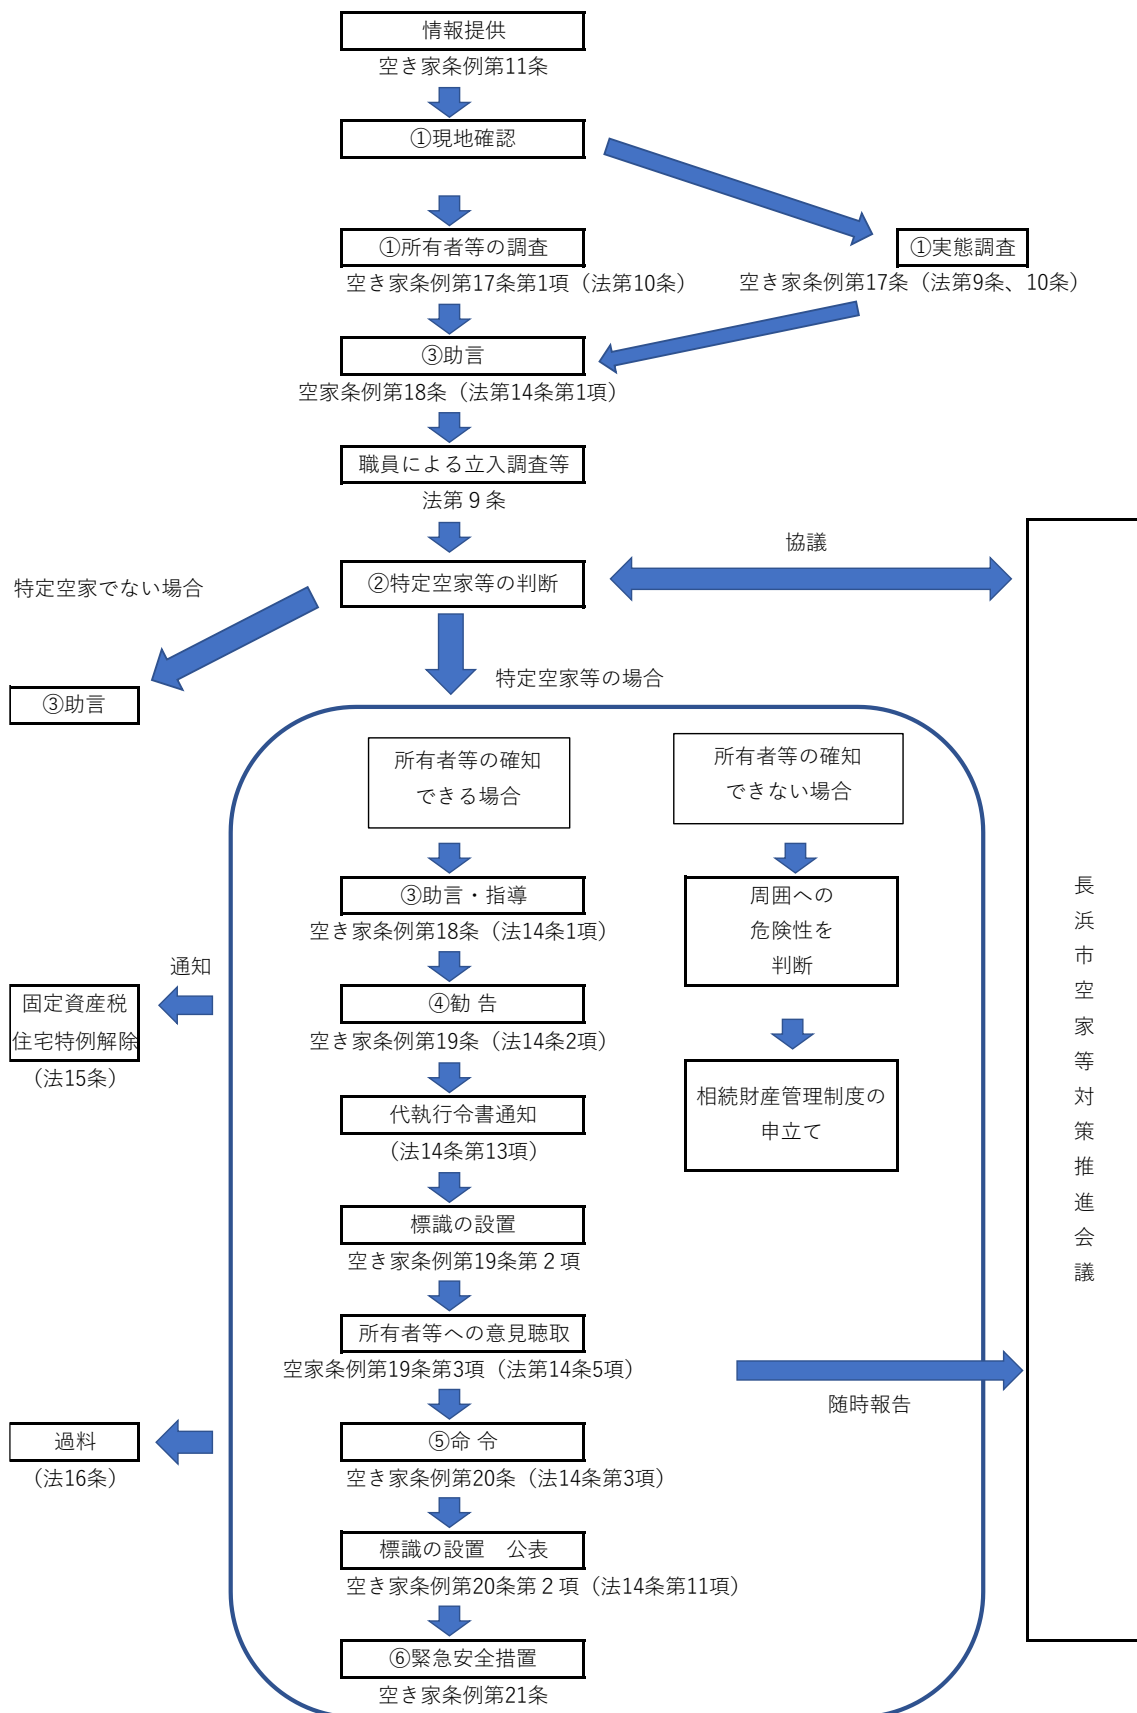 情報提供
空き家条例第11条
①現地確認
①所有者等の調査
空き家条例第17条第1項（法第10条）
①実態調査
空き家条例第17条（法第9条、10条）
③助言
空家条例第18条（法第14条第1項）
職員による立入調査等
法第９条
②特定空家等の判断
協議
特定空家でない場合
③助言
特定空家等の場合
所有者等の確知
できる場合
所有者等の確知
できない場合
③助言・指導
空き家条例第18条（法14条1項）
周囲への
危険性を
判断
通知
固定資産税
住宅特例解除
（法15条）
④勧 告
空き家条例第19条（法14条2項）
相続財産管理制度の
申立て
代執行令書通知
（法14条第13項）
標識の設置
空き家条例第19条第２項
所有者等への意見聴取
空家条例第19条第3項（法第14条5項）
随時報告
過料
（法16条）
⑤命 令
空き家条例第20条（法14条第3項）
標識の設置　公表
空き家条例第20条第２項（法14条第11項）
⑥緊急安全措置
空き家条例第21条
長浜市空家等対策推進会議